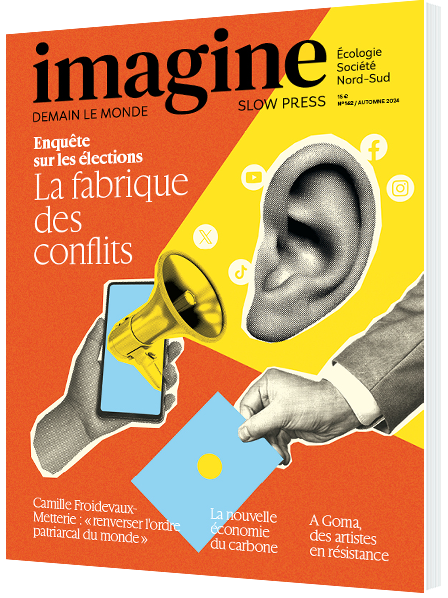 imagine
DEMAIN LE MONDE
SLOW PRESS
Écologie
Société
Nord-Sud
15 €
N°162 / AUTOMNE 2024
Enquête
sur les élections
La fabrique
des
conflits
Camille Froidevaux-
Metterie : « renverser l'ordre
patriarcal du monde »
La nouvelle
économie
du carbone
A Goma,
des artistes
en résistance